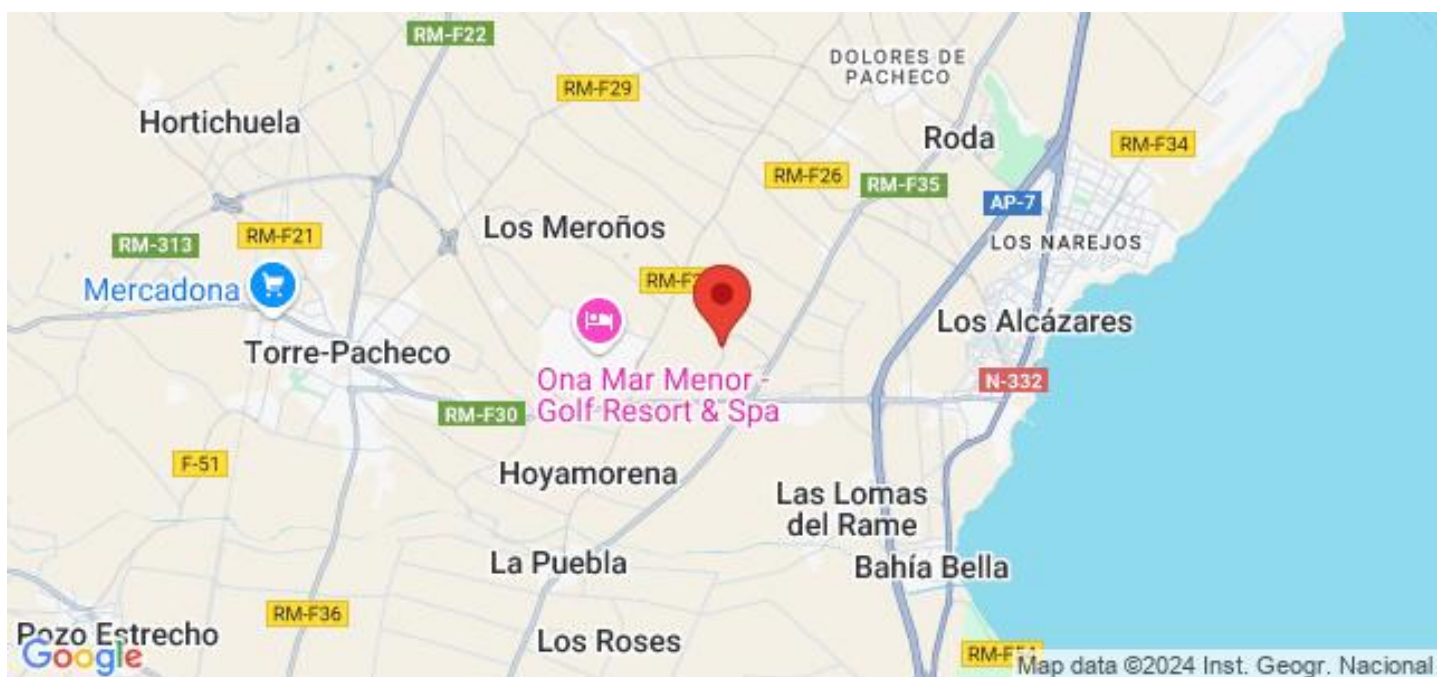 RM-F22
DOLORES DE
PACHECO
RM-F29
Hortichuela
Roda
RM-F34
RM-F26
RM-F35
AP-7
Los Meroños
RM-F21
RM-313
LOS NAREJOS
Mercadona
Los Alcázares
Torre-Pacheco
Ona Mar Menor -
Golf Resort & Spa
N-332
RM-F30
F-51
Hoyamorena
Las Lomas
del Rame
La Puebla
Bahía Bella
RM-F36
Pozo Estrecho
Los Roses
Google
Map data ©2024 Inst. Geogr. Nacional